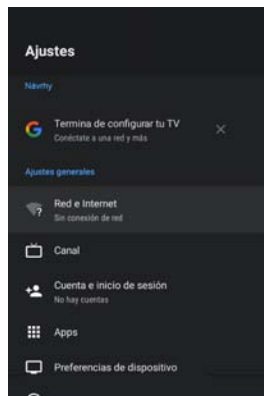 Ajustes
Návrhy
Termina de configurar tu TV
Conéctate a una red y más
Ajustes generales
Red e Internet
Sin conexión de red
Canal
Cuenta e inicio de sesión
No hay cuentas
Apps
Preferencias de dispositivo